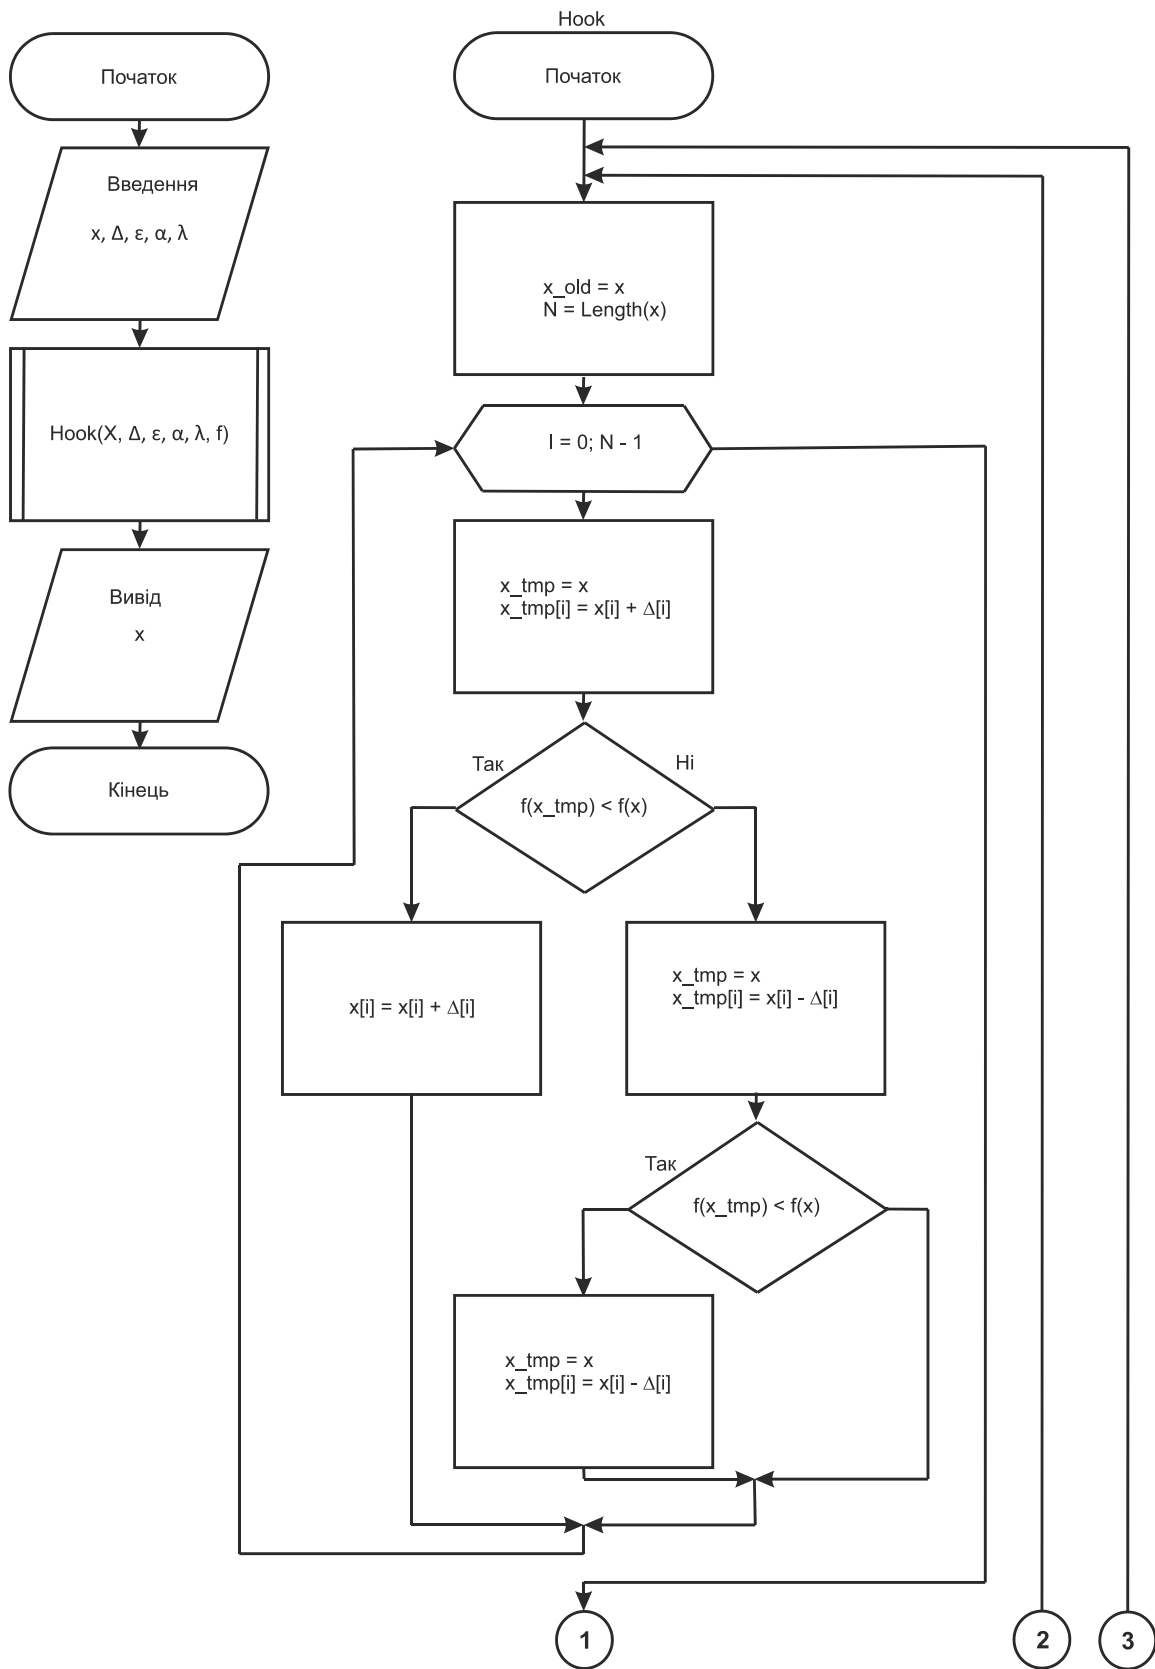 Початок
Введення
x, Δ, ε, α, λ
Hook(X, Δ, ε, α, λ, f)
Вивід
x
Кінець
Hook
Початок
x_old = x
N = Length(x)
I = 0; N - 1
x_tmp = x
x_tmp[i] = x[i] + Δ[i]
Так
Ні
f(x_tmp) < f(x)
x[i] = x[i] + Δ[i]
x_tmp = x
x_tmp[i] = x[i] - Δ[i]
Так
f(x_tmp) < f(x)
x_tmp = x
x_tmp[i] = x[i] - Δ[i]
1
2
3